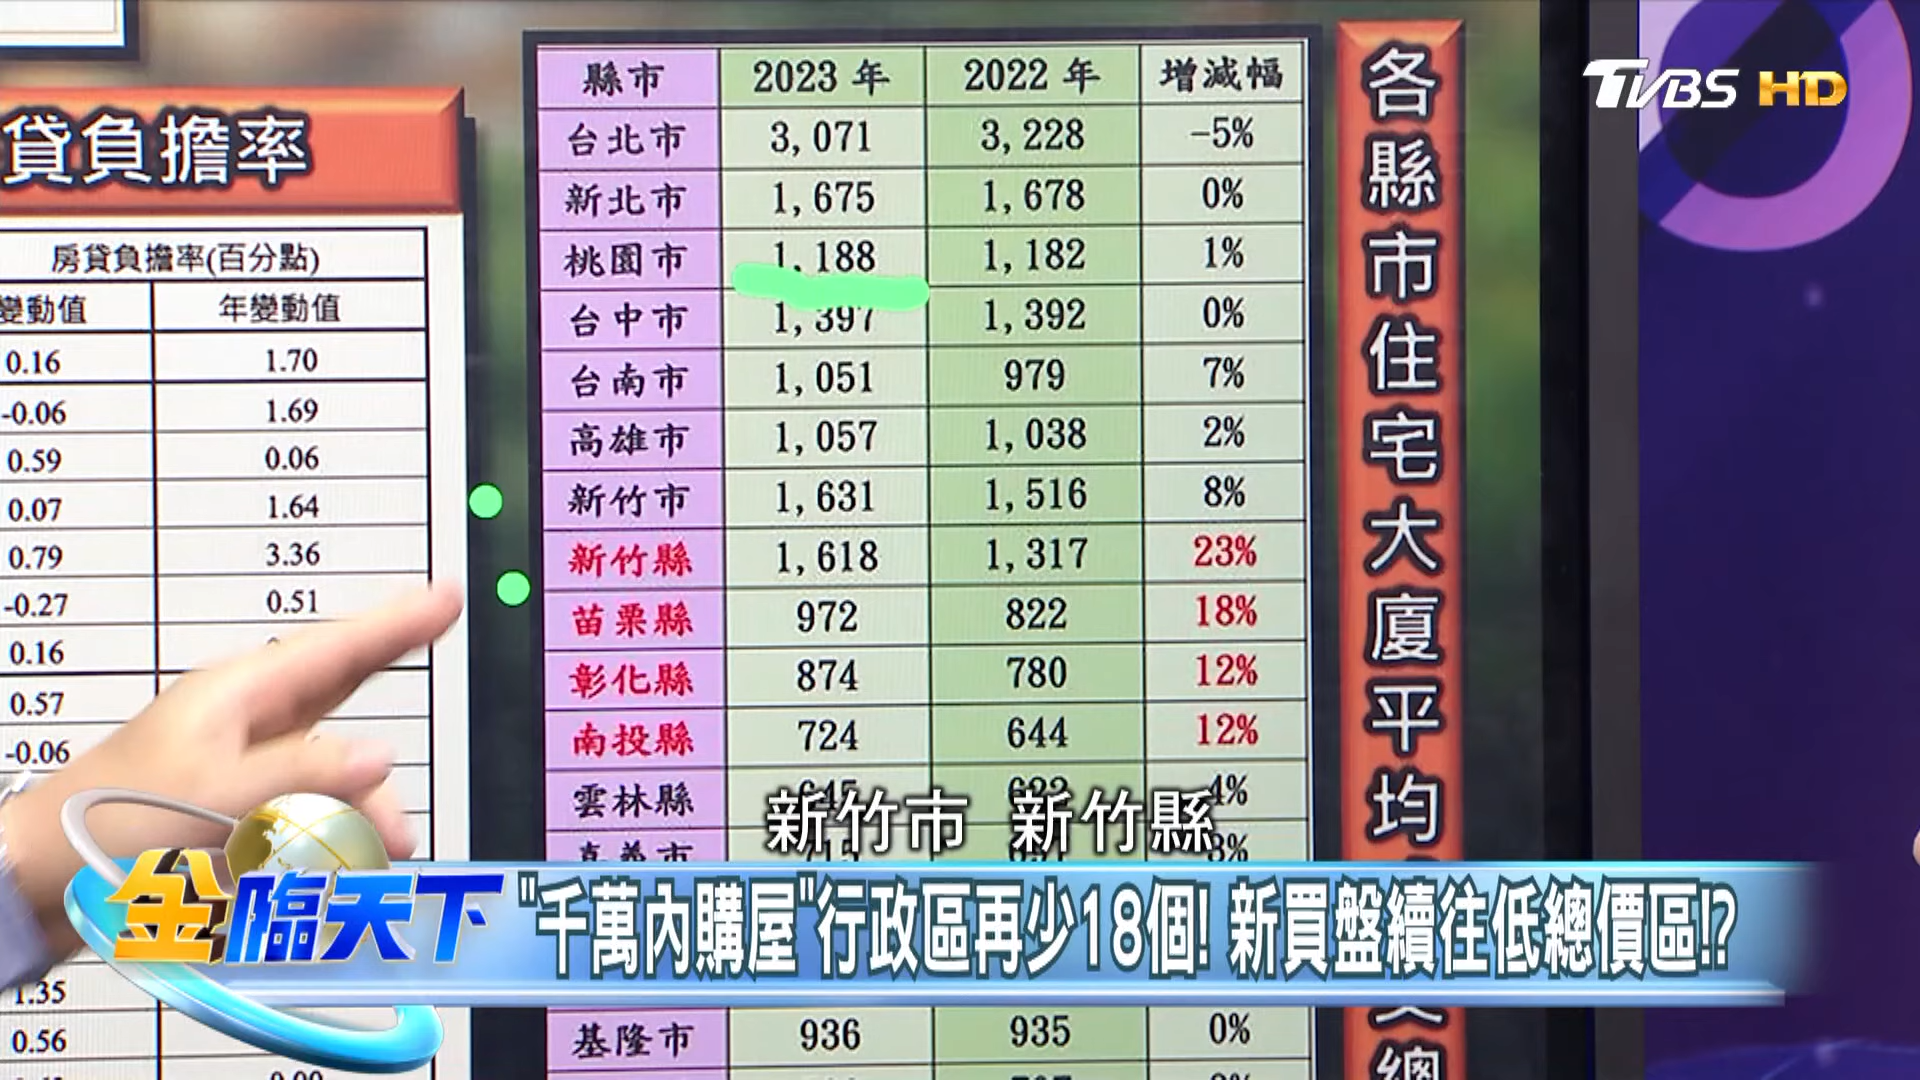 TVBS HD
貸負擔率
房貸負擔率(百分點)
變動值 年變動值
0.16 1.70
-0.06 1.69
0.59 0.06
0.07 1.64
0.79 3.36
-0.27 0.51
0.16
0.57
-0.06
1.35
0.56
縣市 2023 年 2022 年 增減幅
台北市 3,071 3,228 -5%
新北市 1,675 1,678 0%
桃園市 1,188 1,182 1%
台中市 1,397 1,392 0%
台南市 1,051 979 7%
高雄市 1,057 1,038 2%
新竹市 1,631 1,516 8%
新竹縣 1,618 1,317 23%
苗栗縣 972 822 18%
彰化縣 874 780 12%
南投縣 724 644 12%
雲林縣 4%
嘉義市
基隆市 936 935 0%
各縣市住宅大廈平均
總
新竹市 新竹縣
金臨天下
"千萬內購屋"行政區再少18個! 新買盤續往低總價區!?